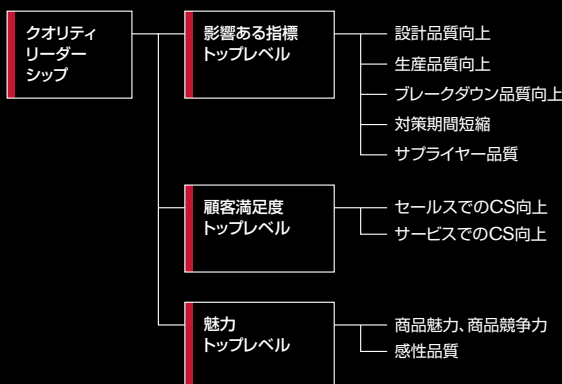 クオリティ
リーダー
シップ
影響ある指標
トップレベル
設計品質向上
生産品質向上
ブレークダウン品質向上
対策期間短縮
サプライヤー品質
顧客満足度
トップレベル
セールスでのCS向上
サービスでのCS向上
魅力
トップレベル
商品魅力、商品競争力
感性品質